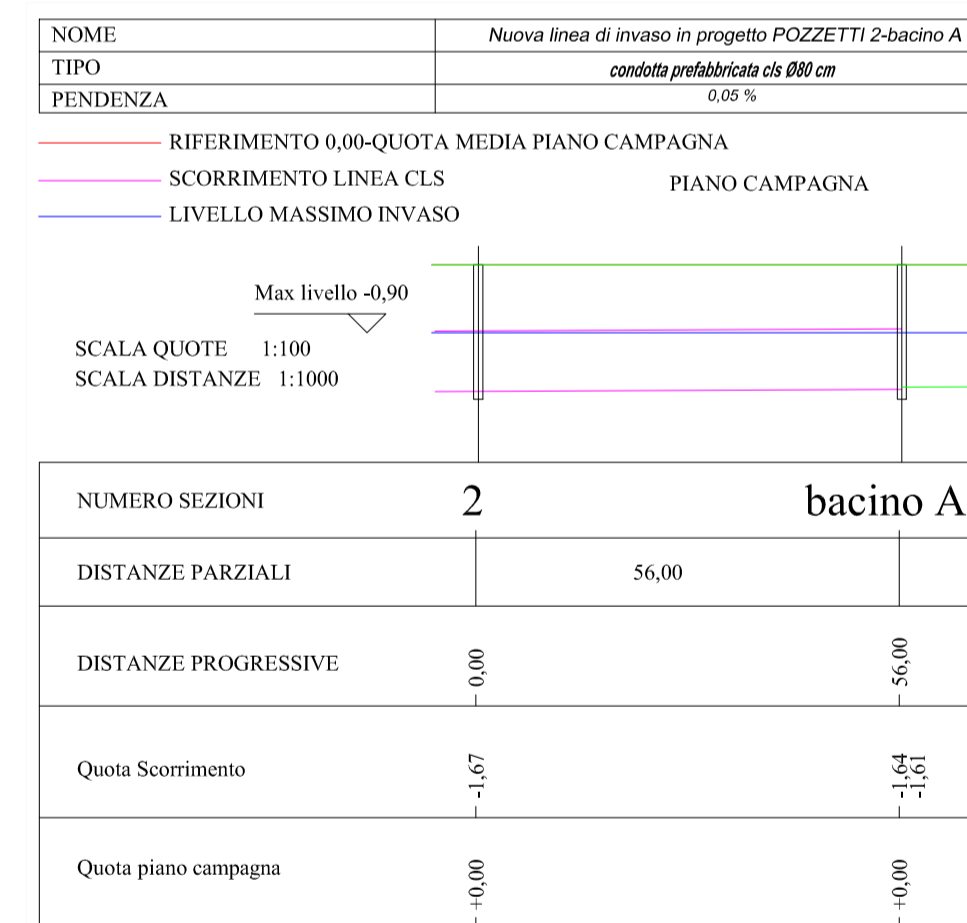 NOME Nuova linea di invaso in progetto POZZETTI 2-bacino A
TIPO condotta prefabbricata cls Ø80 cm
PENDENZA 0,05 %
RIFERIMENTO 0,00-QUOTA MEDIA PIANO CAMPAGNA
SCORRIMENTO LINEA CLS
PIANO CAMPAGNA
LIVELLO MASSIMO INVASO
Max livello -0,90
SCALA QUOTE 1:100
SCALA DISTANZE 1:1000
NUMERO SEZIONI 2 bacino A
DISTANZE PARZIALI 56,00
DISTANZE PROGRESSIVE 0,00 56,00
Quota Scorrimento -1,67 -1,64
-1,61
Quota piano campagna +0,00 +0,00